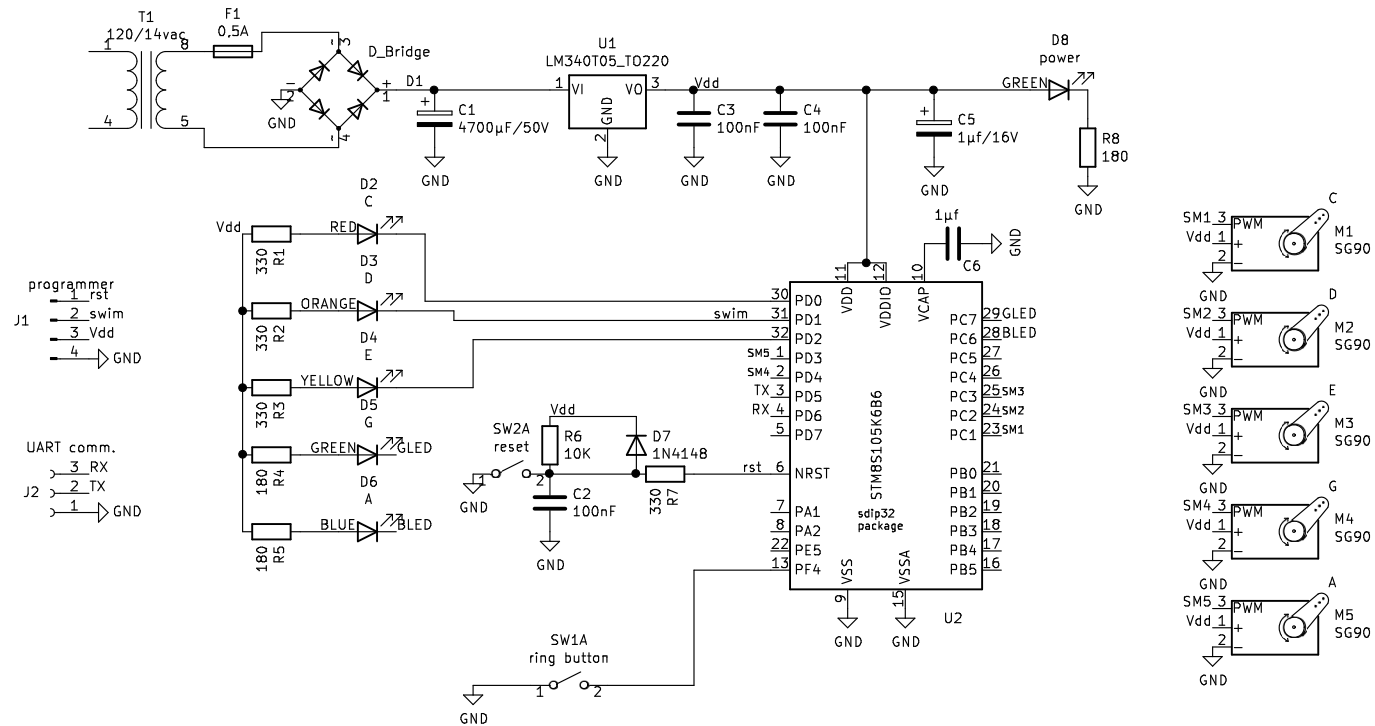 T1
120/14vac
1
8
4
5
F1
0,5A
D_Bridge
D1
~
3
~
4
−
2
+
1
GND
+
C1
4700µF/50V
GND
U1
LM340T05_TO220
1
VI
VO
3
GND
2
GND
Vdd
C3
100nF
GND
C4
100nF
GND
+
C5
1µf/16V
GND
D8
power
GREEN
R8
180
GND
programmer
J1
1 rst
2 swim
3 Vdd
4
GND
UART comm.
J2
3 RX
2 TX
1
GND
Vdd
D2
C
RED
330
R1
D3
D
ORANGE
330
R2
D4
E
YELLOW
330
R3
D5
G
GREEN
GLED
180
R4
D6
A
BLUE
BLED
180
R5
SW2A
reset
1
2
GND
Vdd
R6
10K
D7
1N4148
C2
100nF
GND
330
R7
rst
swim
SW1A
ring button
1
2
GND
1µf
C6
GND
11
VDD
12
VDDIO
10
VCAP
30 PD0
31 PD1
32 PD2
SM5 1 PD3
SM4 2 PD4
TX 3 PD5
RX 4 PD6
5 PD7
6 NRST
7 PA1
8 PA2
22 PE5
13 PF4
STM8S105K6B6
sdip32
package
PC7 29 GLED
PC6 28 BLED
PC5 27
PC4 26
PC3 25 SM3
PC2 24 SM2
PC1 23 SM1
PB0 21
PB1 20
PB2 19
PB3 18
PB4 17
PB5 16
VSS
9
GND
VSSA
15
GND
U2
C
SM1 3 PWM
Vdd 1 +
2 −
GND
M1
SG90
D
SM2 3 PWM
Vdd 1 +
2 −
GND
M2
SG90
E
SM3 3 PWM
Vdd 1 +
2 −
GND
M3
SG90
G
SM4 3 PWM
Vdd 1 +
2 −
GND
M4
SG90
A
SM5 3 PWM
Vdd 1 +
2 −
GND
M5
SG90